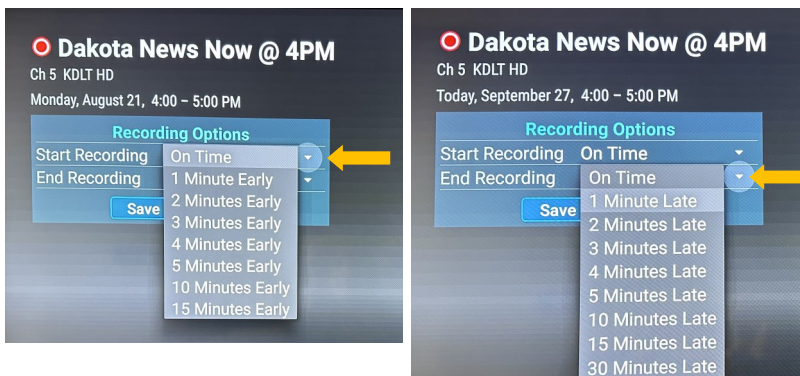 Dakota News Now @ 4PM
Ch 5 KDLT HD
Monday, August 21, 4:00 – 5:00 PM
Recording Options
Start Recording On Time
End Recording
1 Minute Early
2 Minutes Early
3 Minutes Early
4 Minutes Early
5 Minutes Early
10 Minutes Early
15 Minutes Early
Save
Dakota News Now @ 4PM
Ch 5 KDLT HD
Today, September 27, 4:00 – 5:00 PM
Recording Options
Start Recording On Time
End Recording On Time
1 Minute Late
2 Minutes Late
3 Minutes Late
4 Minutes Late
5 Minutes Late
10 Minutes Late
15 Minutes Late
30 Minutes Late
Save